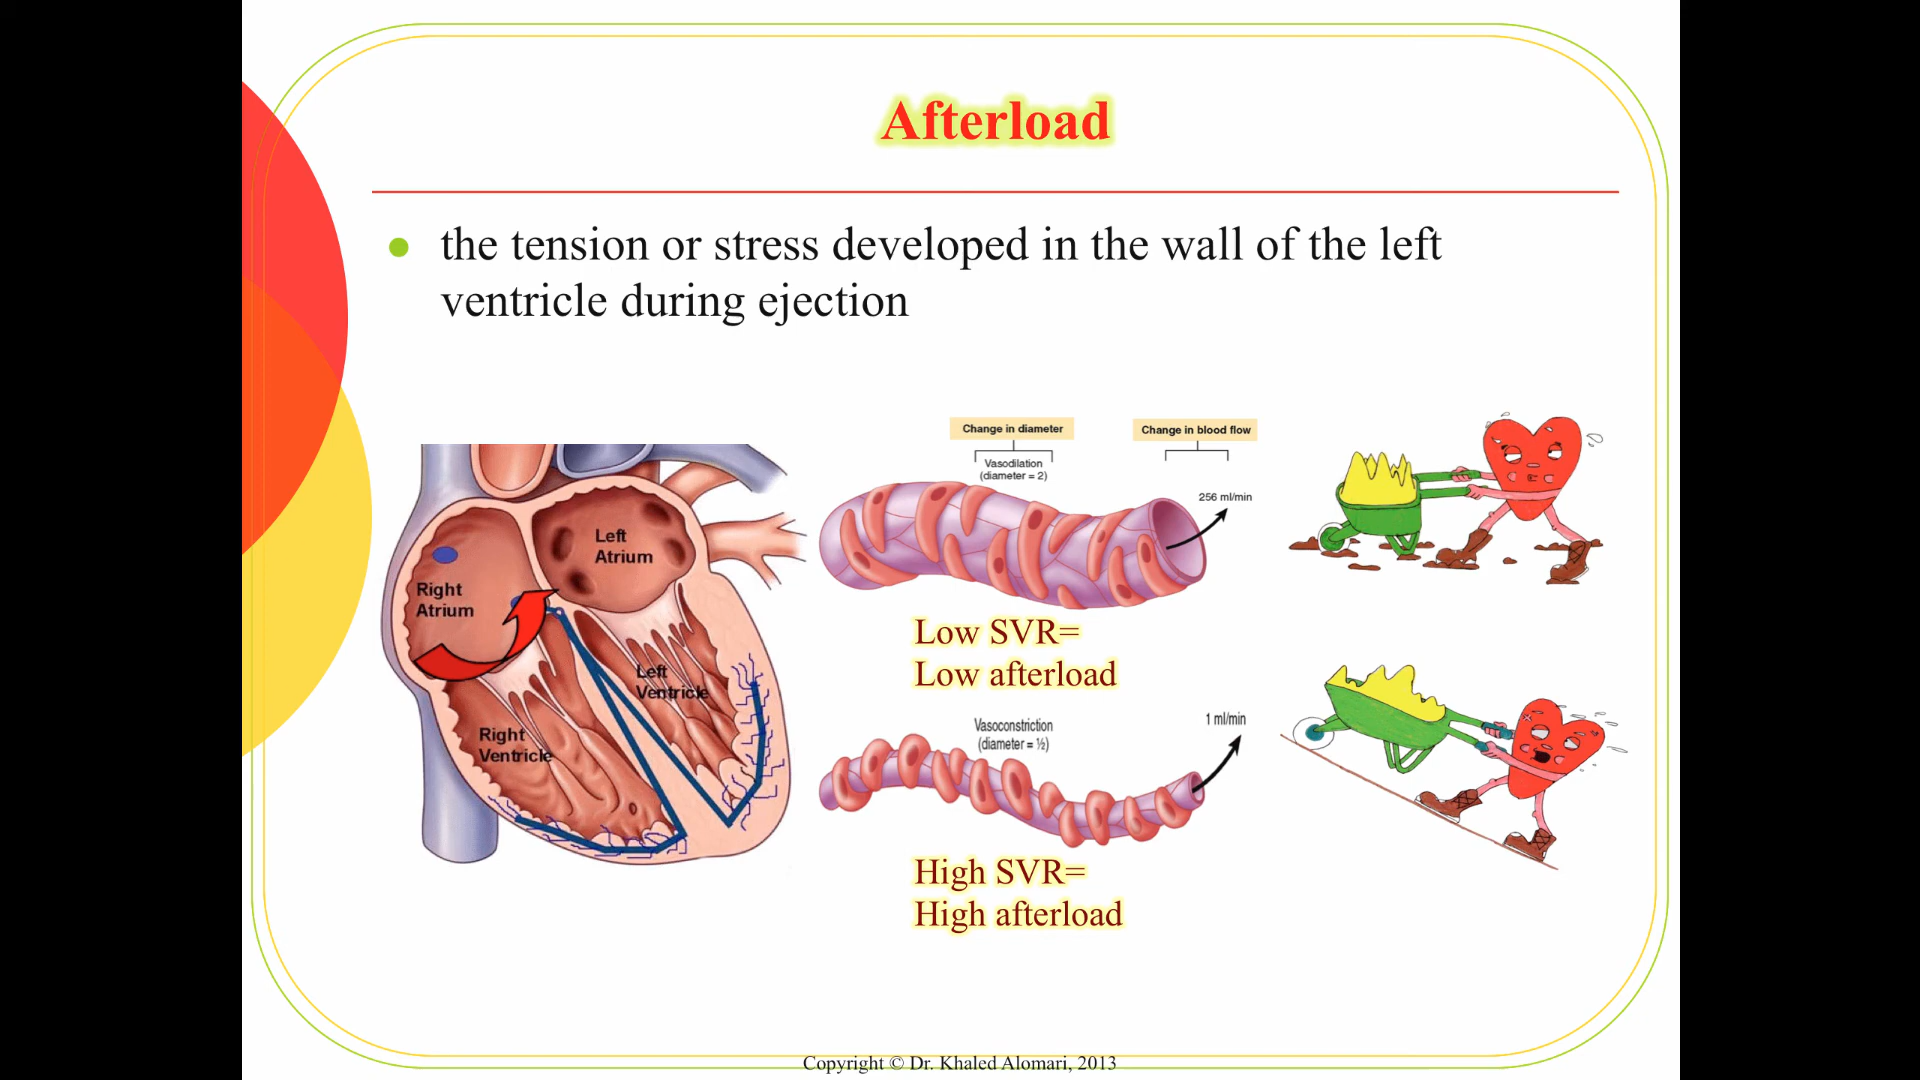 Afterload
the tension or stress developed in the wall of the left
ventricle during ejection
Change in diameter
Change in blood flow
Vasodilation
(diameter = 2)
256 ml/min
Left
Atrium
Right
Atrium
Left
Ventricle
Right
Ventricle
Low SVR=
Low afterload
Vasoconstriction
(diameter = ½)
1 ml/min
High SVR=
High afterload
Copyright © Dr. Khaled Alomari, 2013